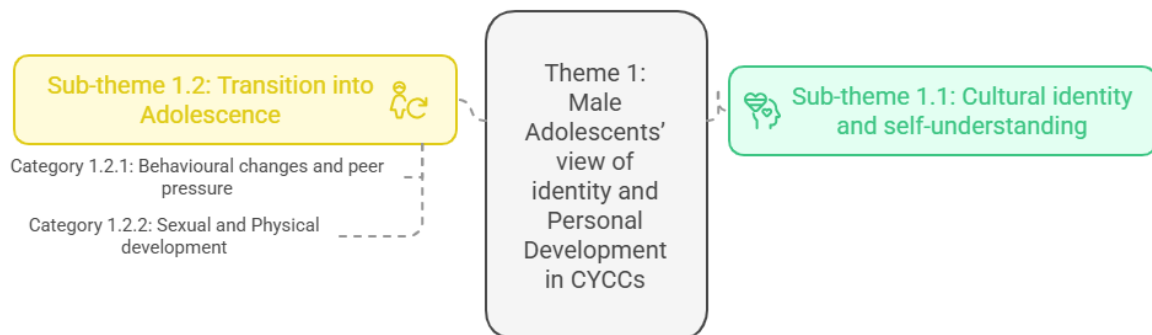 Theme 1:
Male
Adolescents’
view of
identity and
Personal
Development
in CYCCs
Sub-theme 1.1: Cultural identity
and self-understanding
Sub-theme 1.2: Transition into
Adolescence
Category 1.2.1: Behavioural changes and peer
pressure
Category 1.2.2: Sexual and Physical
development